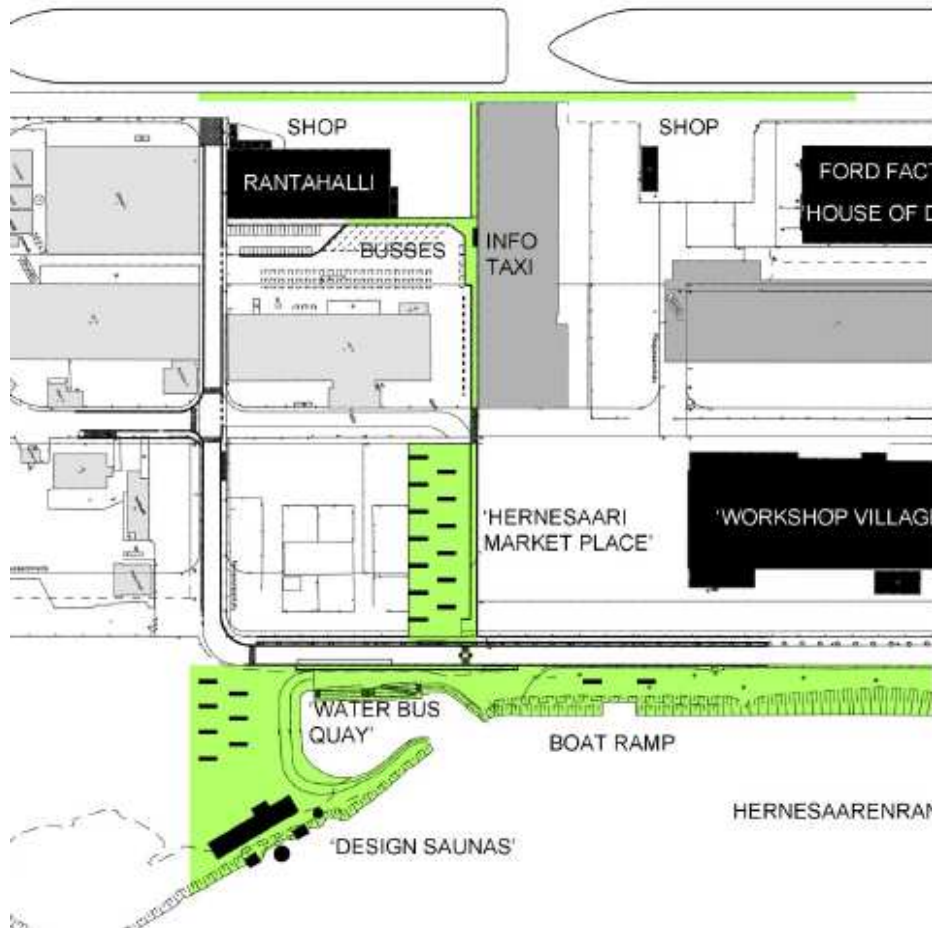 SHOP
SHOP
RANTAHALLI
FORD FACT
'HOUSE OF D
BUSSES
INFO
TAXI
'HERNESAARI
MARKET PLACE'
'WORKSHOP VILLAGE
'WATER BUS
QUAY'
BOAT RAMP
HERNESAARENRAN
'DESIGN SAUNAS'